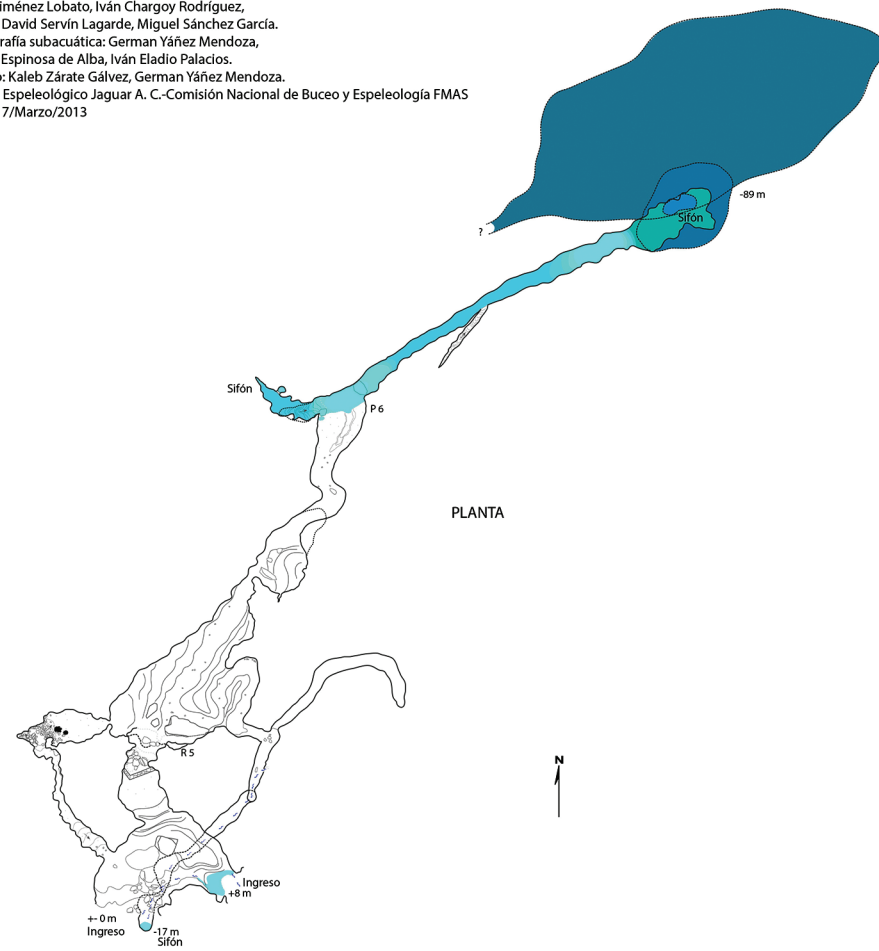 ménez Lobato, Iván Chargoy Rodríguez,
David Servín Lagarde, Miguel Sánchez García.
rafía subacuática: German Yáñez Mendoza,
Espinosa de Alba, Iván Eladio Palacios.
o: Kaleb Zárate Gálvez, German Yáñez Mendoza.
Espeleológico Jaguar A. C.-Comisión Nacional de Buceo y Espeleología FMAS
7/Marzo/2013
-89 m
Sifón
?
Sifón
P 6
PLANTA
R 5
N
Ingreso
+8 m
+- 0 m
Ingreso
-17 m
Sifón